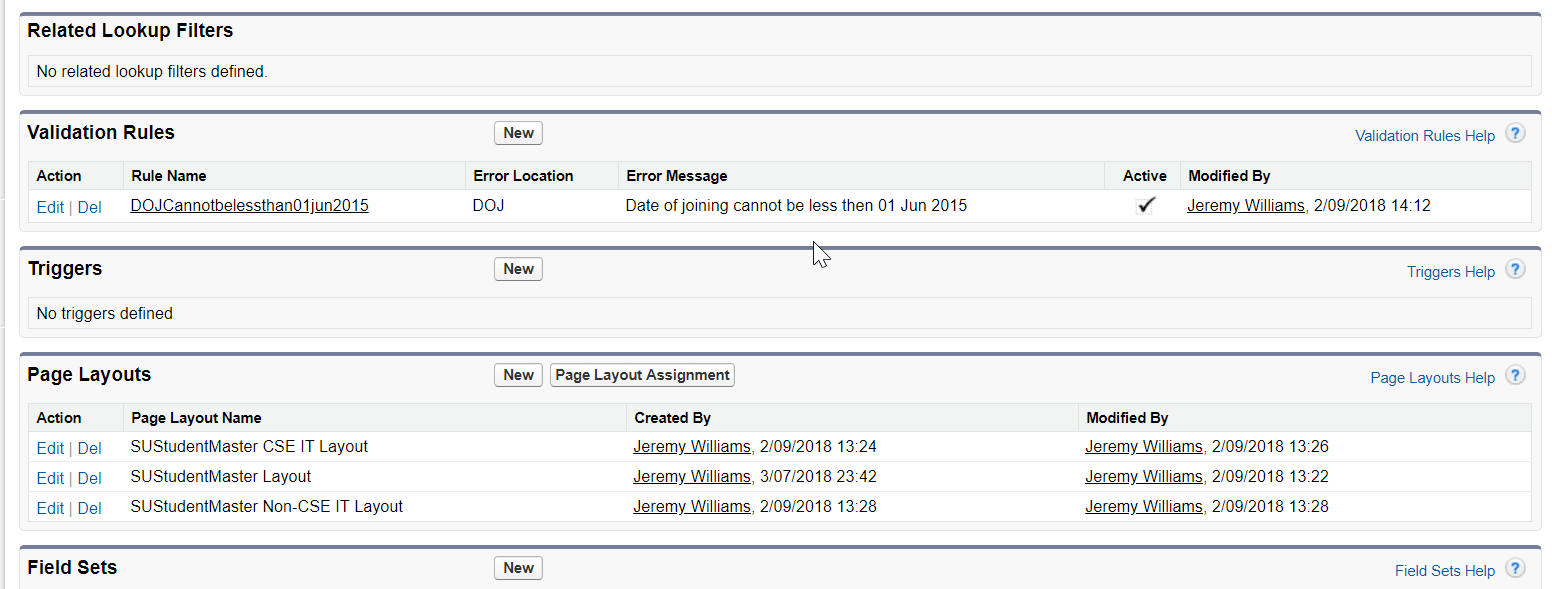 Related Lookup Filters
No related lookup filters defined.
Validation Rules New Validation Rules Help ?
Action Rule Name Error Location Error Message Active Modified By
Edit | Del DOJCannotbelessthan01jun2015 DOJ Date of joining cannot be less then 01 Jun 2015 Jeremy Williams, 2/09/2018 14:12
Triggers New Triggers Help ?
No triggers defined
Page Layouts New Page Layout Assignment Page Layouts Help ?
Action Page Layout Name Created By Modified By
Edit | Del SUStudentMaster CSE IT Layout Jeremy Williams, 2/09/2018 13:24 Jeremy Williams, 2/09/2018 13:26
Edit | Del SUStudentMaster Layout Jeremy Williams, 3/07/2018 23:42 Jeremy Williams, 2/09/2018 13:22
Edit | Del SUStudentMaster Non-CSE IT Layout Jeremy Williams, 2/09/2018 13:28 Jeremy Williams, 2/09/2018 13:28
Field Sets New Field Sets Help ?